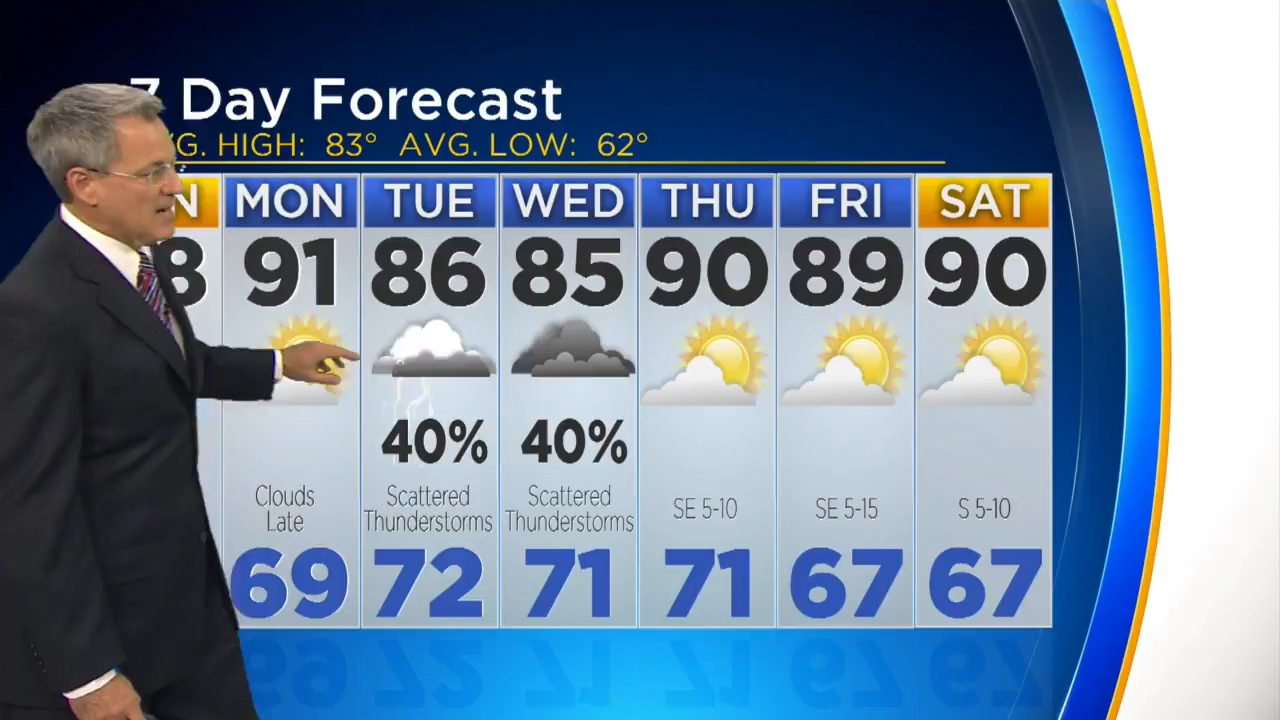 Day Forecast
G. HIGH: 83° AVG. LOW: 62°
MON TUE WED THU FRI SAT
91 86 85 90 89 90
40% 40%
Clouds Late
Scattered Thunderstorms
Scattered Thunderstorms
SE 5-10
SE 5-15
S 5-10
69 72 71 71 67 67